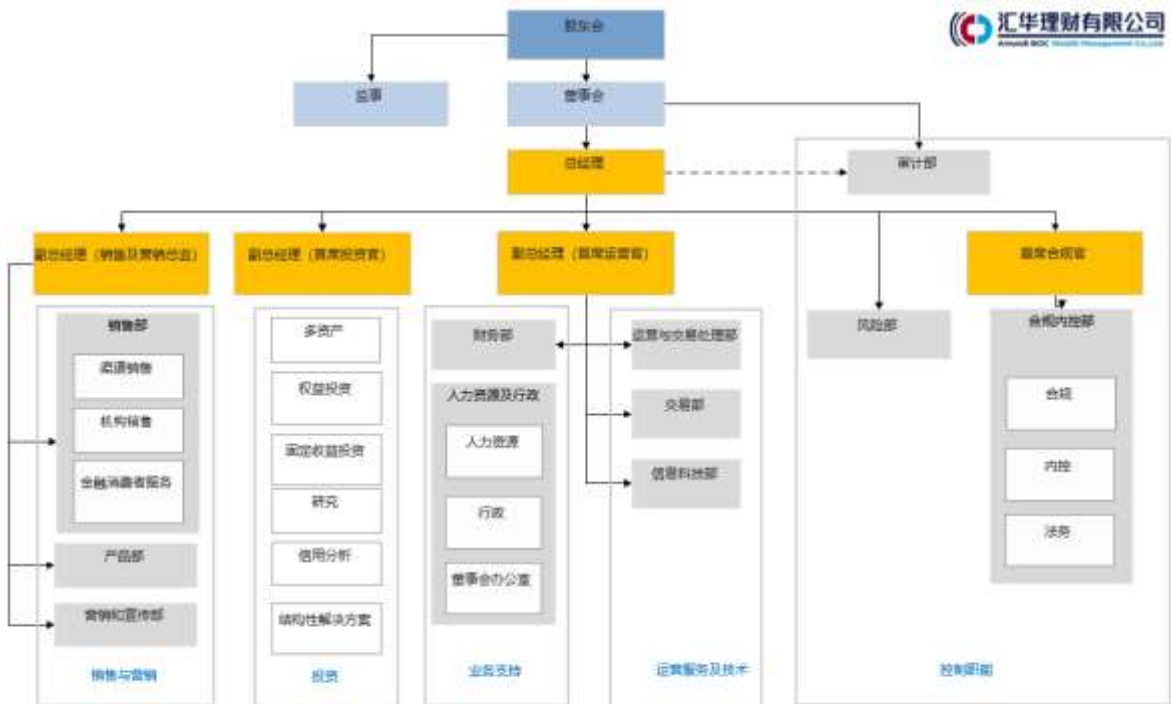 股东会
汇华理财有限公司
Amundi BOC Wealth Management Co.,Ltd
监事
董事会
总经理
审计部
副总经理（销售及营销总监）
副总经理（首席投资官）
副总经理（首席运营官）
首席合规官
销售部
渠道销售
机构销售
金融消费者服务
产品部
营销和宣传部
销售与营销
多资产
权益投资
固定收益投资
研究
信用分析
结构性解决方案
投资
财务部
人力资源及行政
人力资源
行政
董事会办公室
业务支持
运营与交易处理部
交易部
信息科技部
运营服务及技术
风险部
合规内控部
合规
内控
法务
控制职能